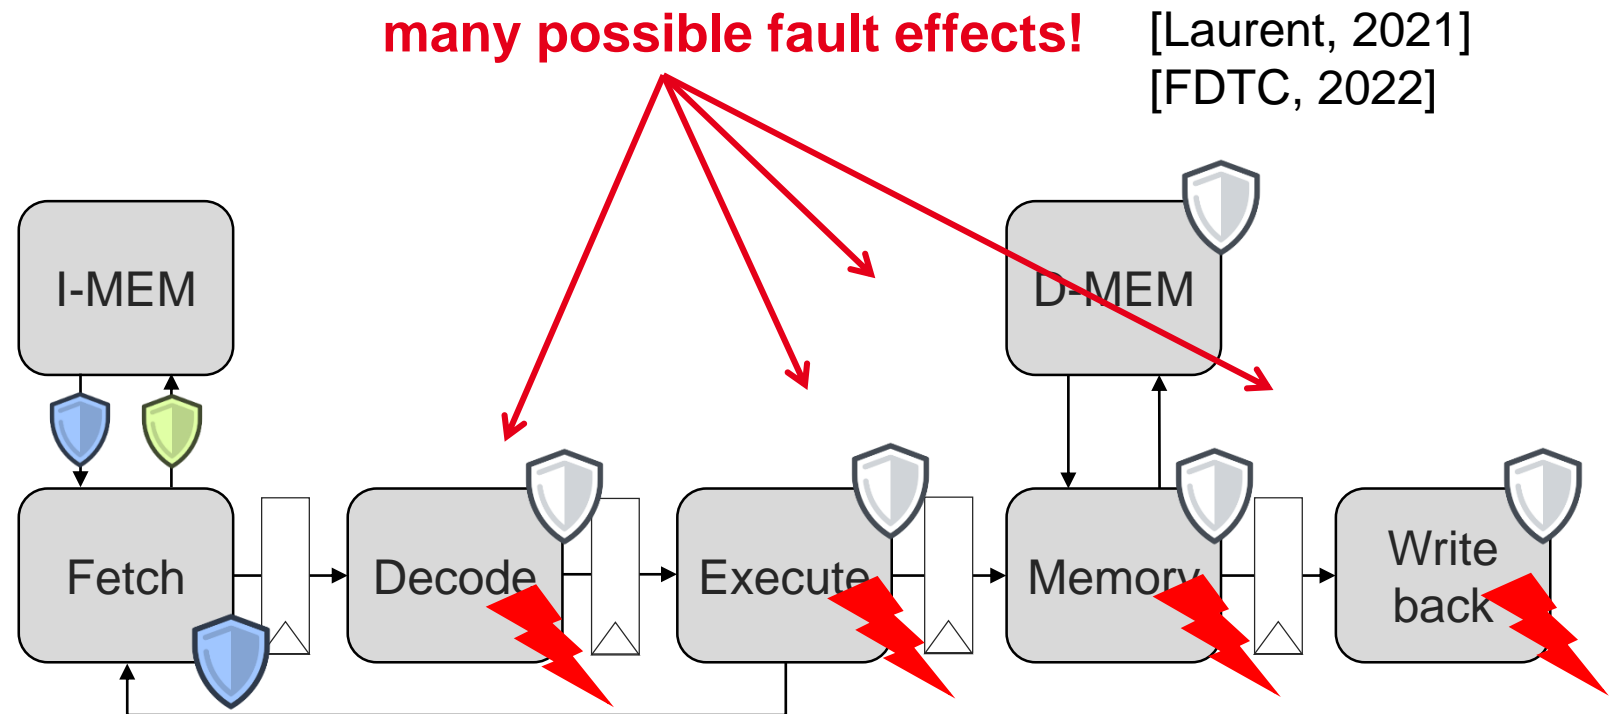 many possible fault effects!
[Laurent, 2021]
[FDTC, 2022]
I-MEM
D-MEM
Fetch
Decode
Execute
Memory
Write
back